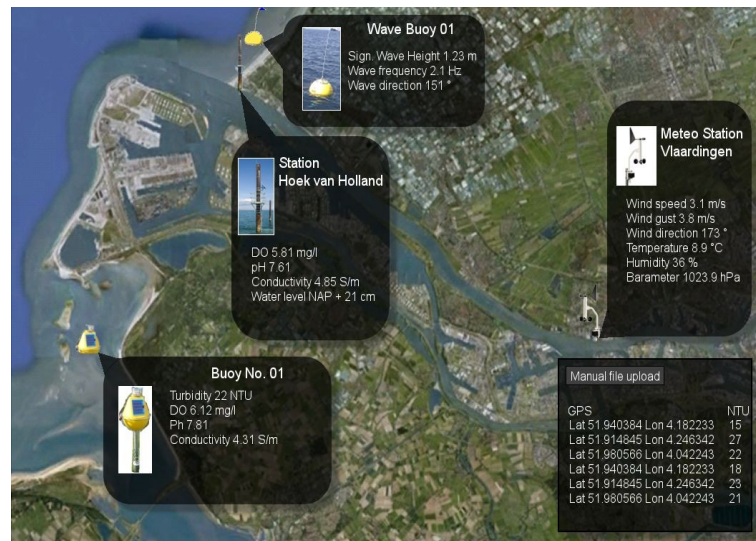 Wave Buoy 01
Sign. Wave Height 1.23 m
Wave frequency 2.1 Hz
Wave direction 151 °
Station
Hoek van Holland
DO 5.81 mg/l
pH 7.61
Conductivity 4.85 S/m
Water level NAP + 21 cm
Meteo Station
Vlaardingen
Wind speed 3.1 m/s
Wind gust 3.8 m/s
Wind direction 173 °
Temperature 8.9 °C
Humidity 36 %
Barameter 1023.9 hPa
Buoy No. 01
Turbidity 22 NTU
DO 6.12 mg/l
Ph 7.81
Conductivity 4.31 S/m
Manual file upload
GPS NTU
Lat 51.940384 Lon 4.182233 15
Lat 51.914845 Lon 4.246342 27
Lat 51.980566 Lon 4.042243 22
Lat 51.940384 Lon 4.182233 18
Lat 51.914845 Lon 4.246342 23
Lat 51.980566 Lon 4.042243 21